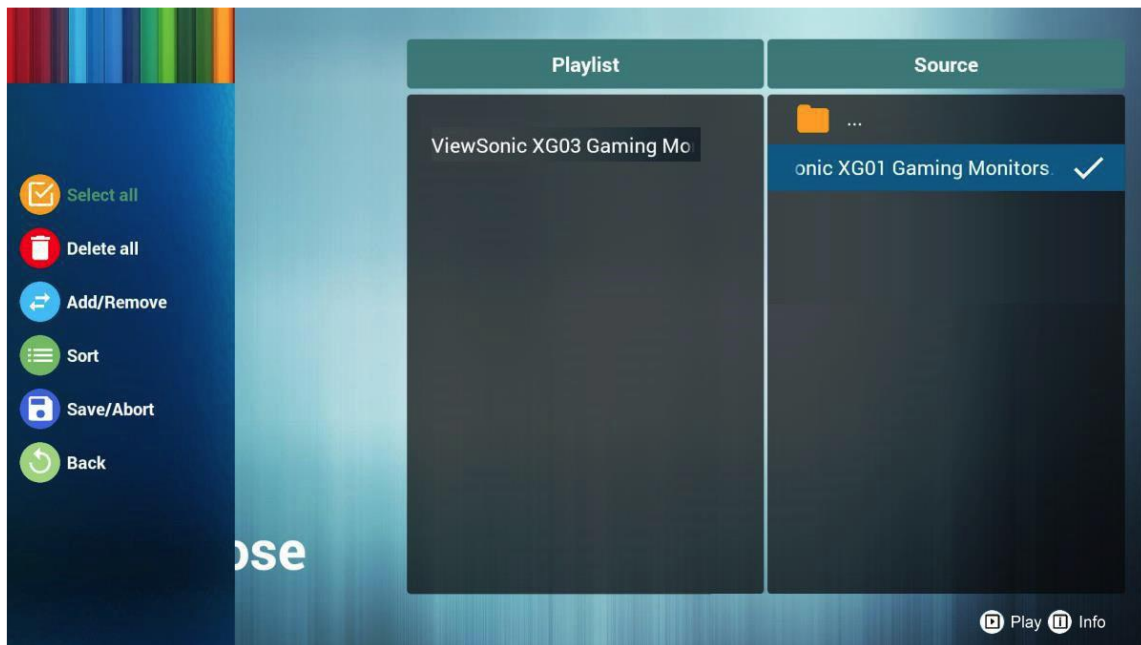 Playlist
Source
...
ViewSonic XG03 Gaming Mo
onic XG01 Gaming Monitors.
Select all
Delete all
Add/Remove
Sort
Save/Abort
Back
ose
Play Info